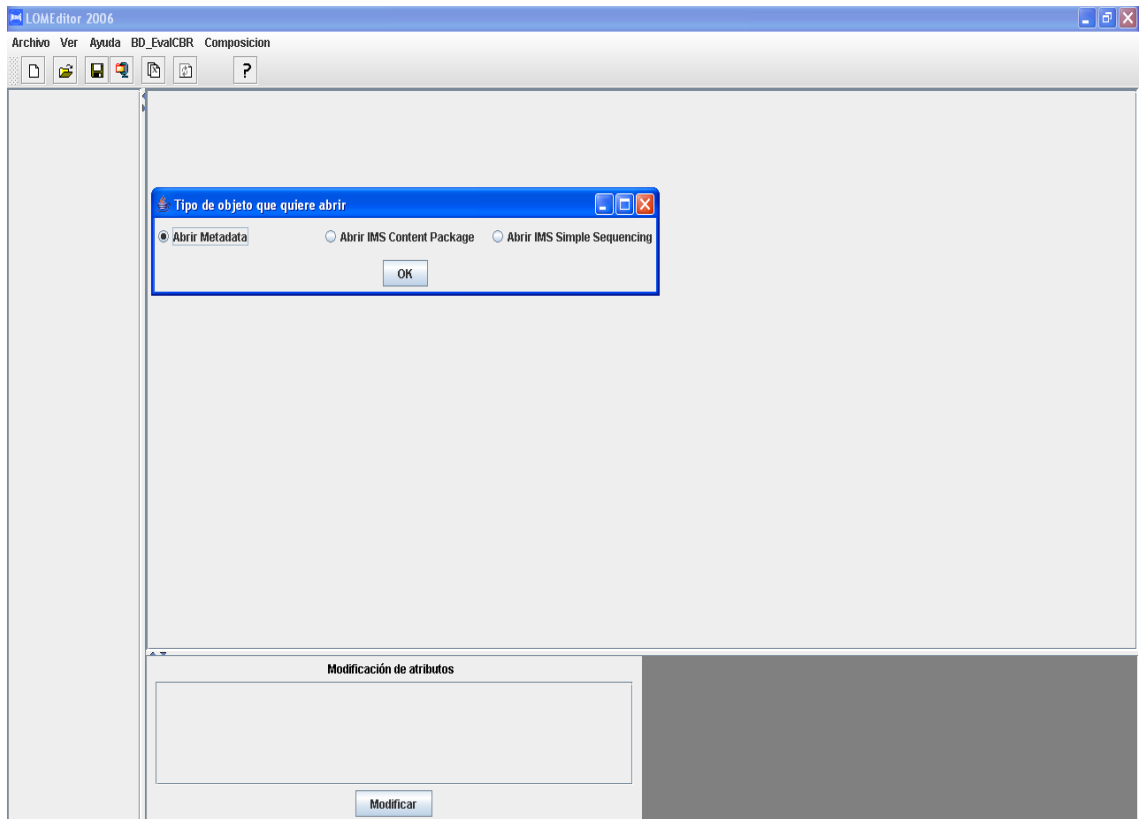 LOMEditor 2006
Archivo Ver Ayuda BD_EvalCBR Composicion
?
Tipo de objeto que quiere abrir
Abrir Metadata Abrir IMS Content Package Abrir IMS Simple Sequencing
OK
Modificación de atributos
Modificar